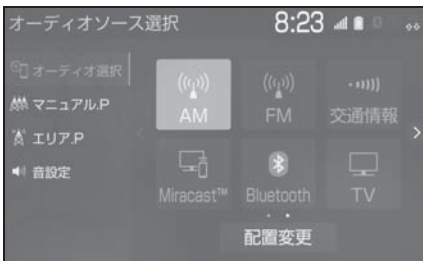 オーディオソース選択 8:23
オーディオ選択
マニュアル.P
エリア.P
音設定
AM FM 交通情報
Miracast™ Bluetooth TV
配置変更